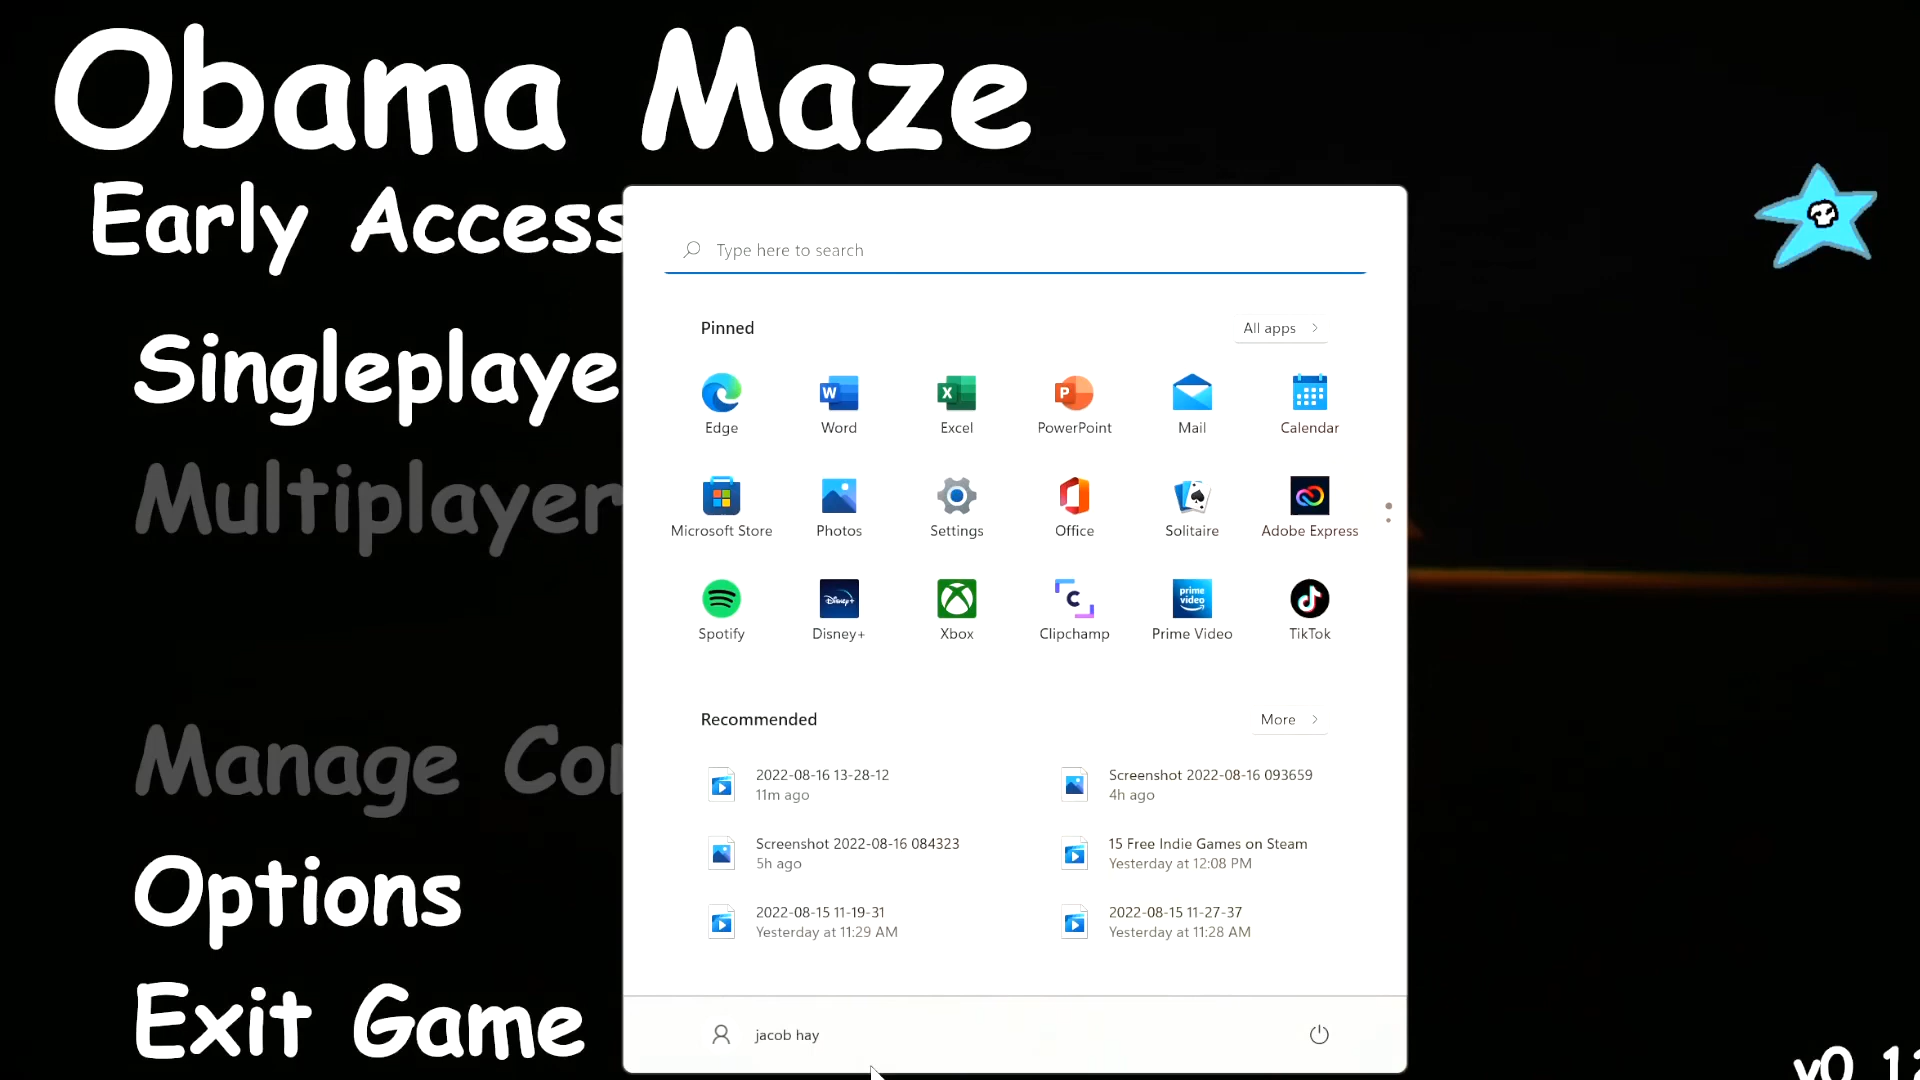 Obama Maze
Early Access
Singleplaye
Multiplayer
Manage Co
Options
Exit Game
Type here to search
Pinned
All apps
Edge
Word
Excel
PowerPoint
Mail
Calendar
Microsoft Store
Photos
Settings
Office
Solitaire
Adobe Express
Spotify
Disney+
Xbox
Clipchamp
Prime Video
TikTok
Recommended
More
2022-08-16 13-28-12
11m ago
Screenshot 2022-08-16 093659
4h ago
Screenshot 2022-08-16 084323
5h ago
15 Free Indie Games on Steam
Yesterday at 12:08 PM
2022-08-15 11-19-31
Yesterday at 11:29 AM
2022-08-15 11-27-37
Yesterday at 11:28 AM
jacob hay